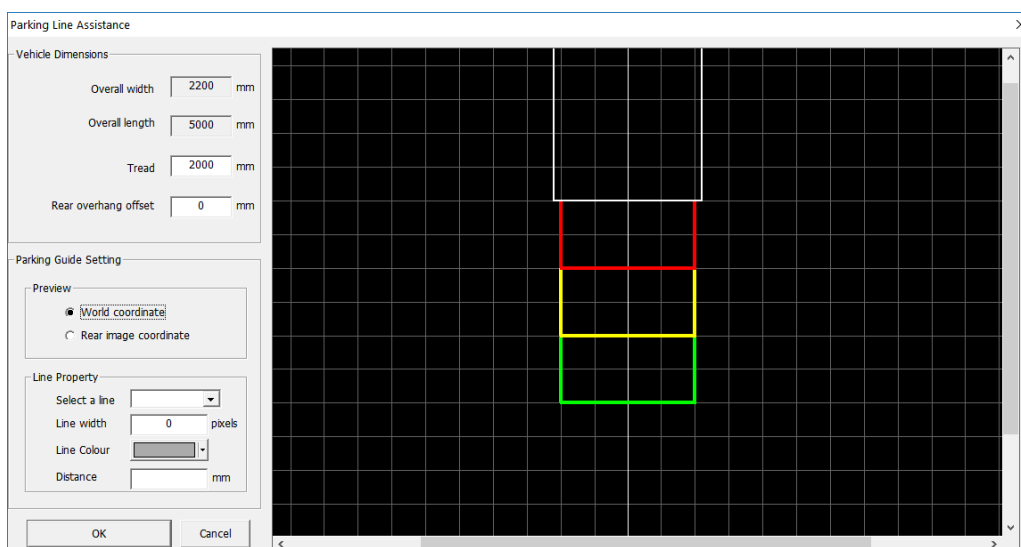 Parking Line Assistance
Vehicle Dimensions
Overall width 2200 mm
Overall length 5000 mm
Tread 2000 mm
Rear overhang offset 0 mm
Parking Guide Setting
Preview
World coordinate
Rear image coordinate
Line Property
Select a line
Line width 0 pixels
Line Colour
Distance mm
OK Cancel